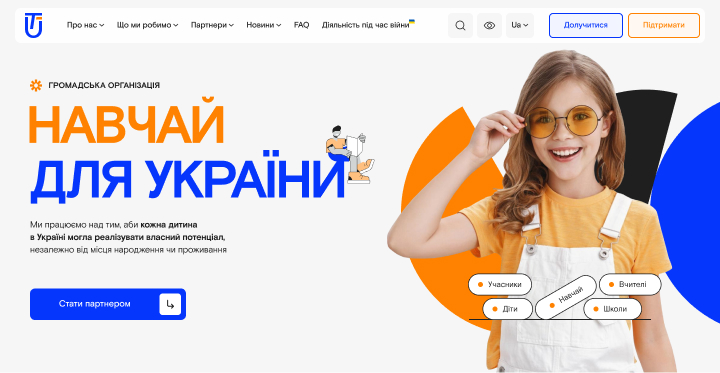 Про нас
Що ми робимо
Партнери
Новини
FAQ
Діяльність під час війни
Ua
Долучитися
Підтримати
ГРОМАДСЬКА ОРГАНІЗАЦІЯ
НАВЧАЙ
ДЛЯ УКРАЇНИ
Ми працюємо над тим, аби кожна дитина
в Україні могла реалізувати власний потенціал,
незалежно від місця народження чи проживання
Стати партнером
Учасники
Вчителі
Навчай
Діти
Школи